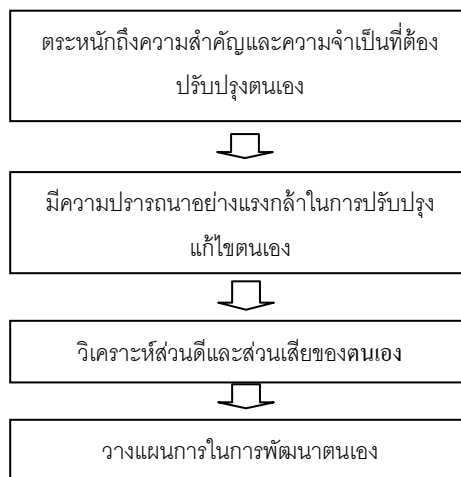 ตระหนักถึงความสำคัญและความจำเป็นที่ต้อง
ปรับปรุงตนเอง
มีความปรารถนาอย่างแรงกล้าในการปรับปรุง
แก้ไขตนเอง
วิเคราะห์ส่วนดีและส่วนเสียของตนเอง
วางแผนการในการพัฒนาตนเอง